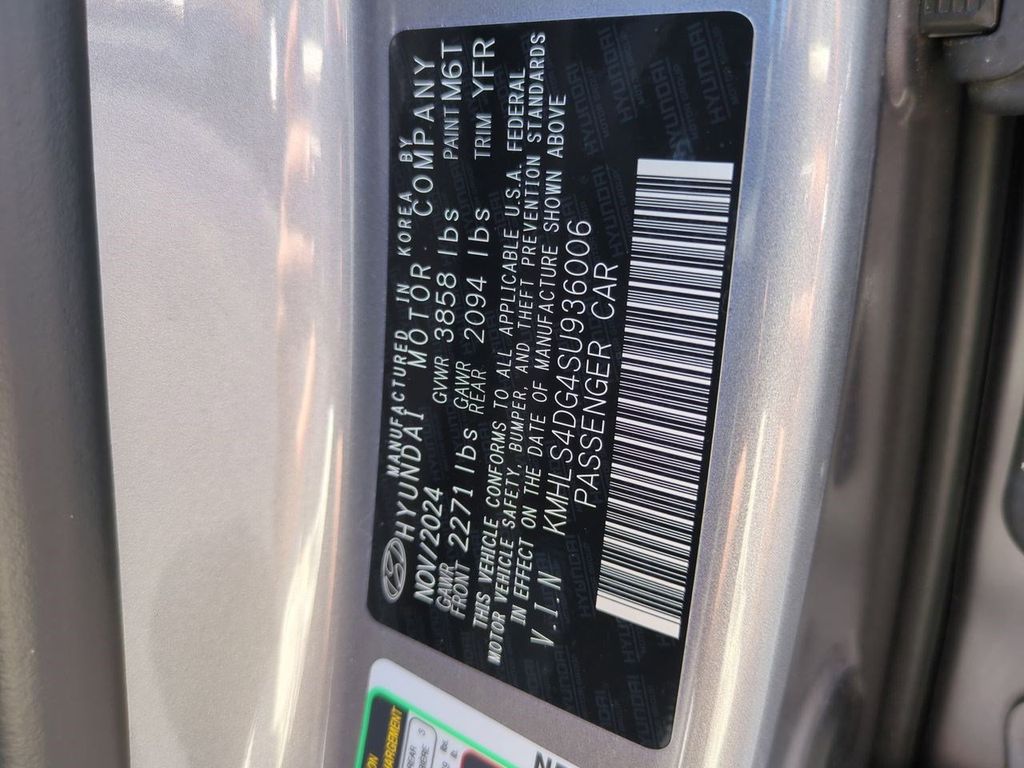 MANUFACTURED IN KOREA BY
HYUNDAI MOTOR COMPANY
NOV/2024 GVWR 3858 lbs PAINT M6T
GAWR FRONT 2271 lbs GAWR REAR 2094 lbs TRIM YFR
THIS VEHICLE CONFORMS TO ALL APPLICABLE U.S.A. FEDERAL
MOTOR VEHICLE SAFETY, BUMPER, AND THEFT PREVENTION STANDARDS
IN EFFECT ON THE DATE OF MANUFACTURE SHOWN ABOVE
V.I.N KMHLS4DG4SU936006
PASSENGER CAR
HYUNDAI